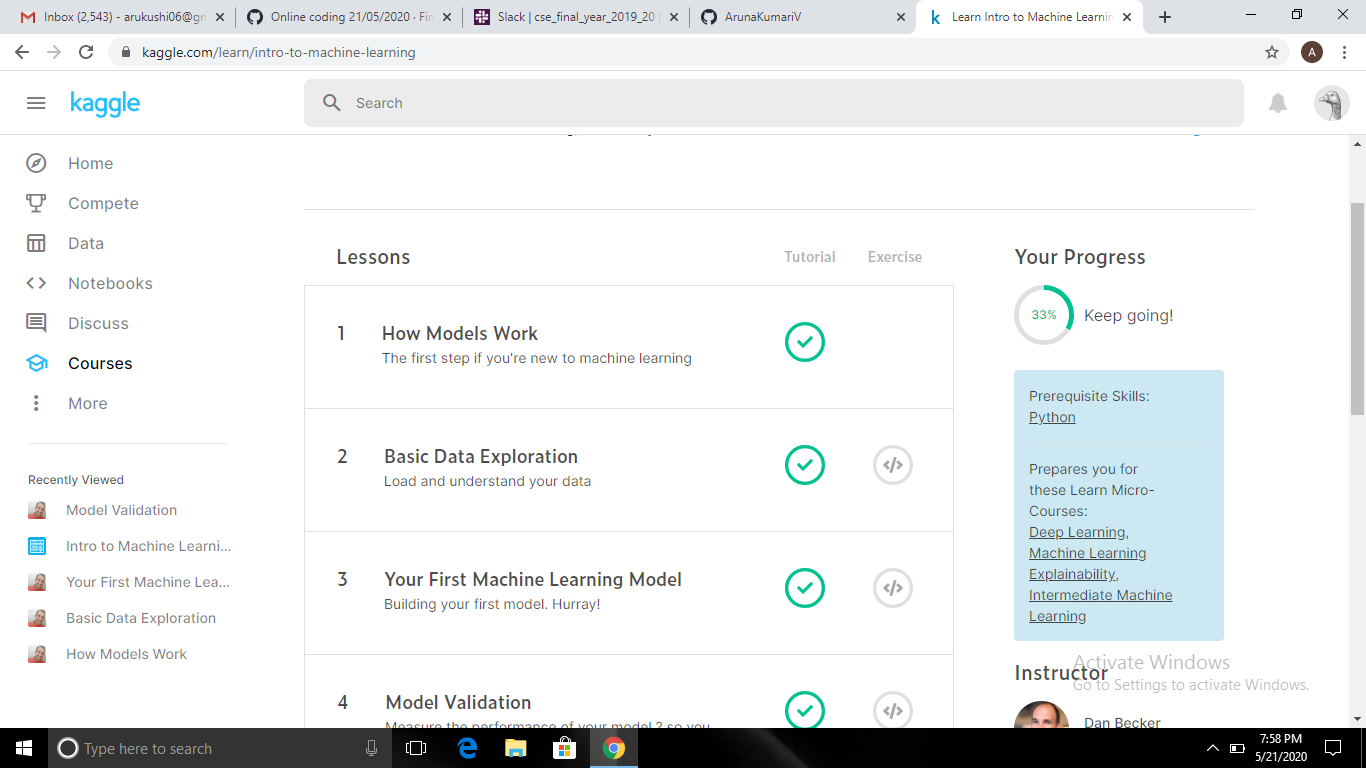 Inbox (2,543) - arukushi06@gm
Online coding 21/05/2020 · Fin
Slack | cse_final_year_2019_20 |
ArunaKumariV
Learn Intro to Machine Learnin
kaggle.com/learn/intro-to-machine-learning
A
kaggle
Search
Home
Compete
Data
Notebooks
Discuss
Courses
More
Recently Viewed
Model Validation
Intro to Machine Learni...
Your First Machine Lea...
Basic Data Exploration
How Models Work
Lessons Tutorial Exercise
1 How Models Work
The first step if you're new to machine learning
2 Basic Data Exploration
Load and understand your data
3 Your First Machine Learning Model
Building your first model. Hurray!
4 Model Validation
Measure the performance of your model ? so you
Your Progress
33% Keep going!
Prerequisite Skills:
Python
Prepares you for
these Learn Micro-
Courses:
Deep Learning,
Machine Learning
Explainability,
Intermediate Machine
Learning
Instructor
Dan Becker
Activate Windows
Go to Settings to activate Windows.
Type here to search
7:58 PM
5/21/2020